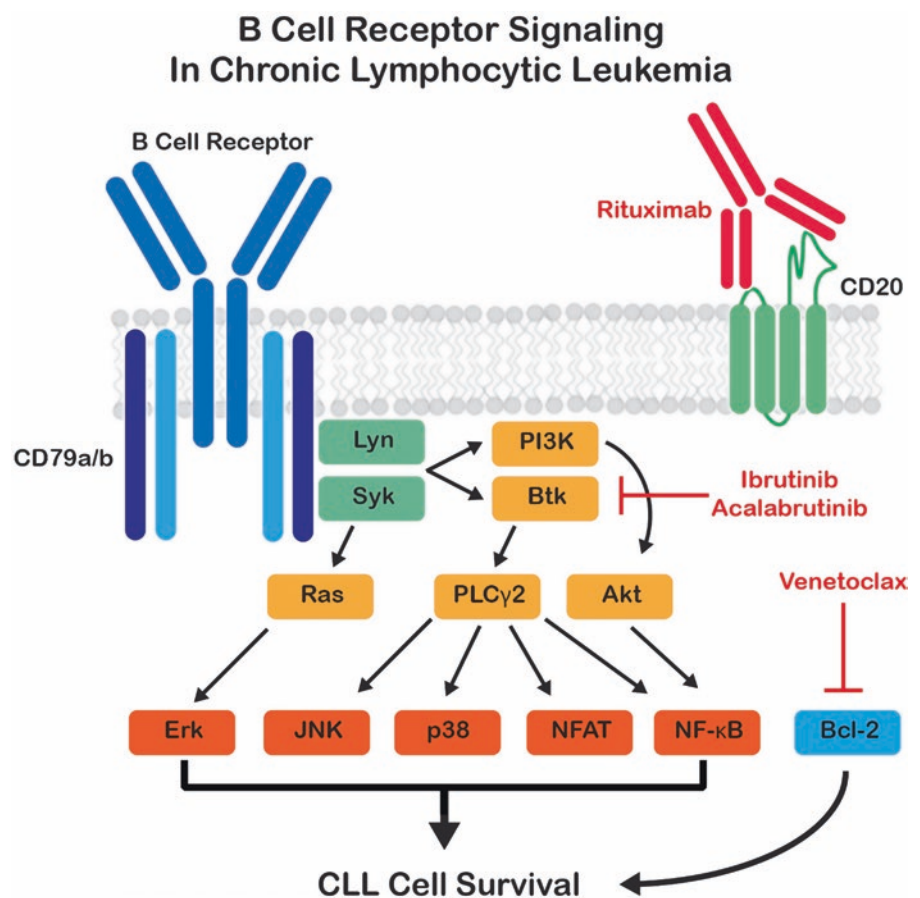 B Cell Receptor Signaling
In Chronic Lymphocytic Leukemia
B Cell Receptor
Rituximab
CD20
CD79a/b
Lyn
Syk
PI3K
Btk
Ibrutinib
Acalabrutinib
Venetoclax
Ras
PLCγ2
Akt
Erk
JNK
p38
NFAT
NF-κB
Bcl-2
CLL Cell Survival